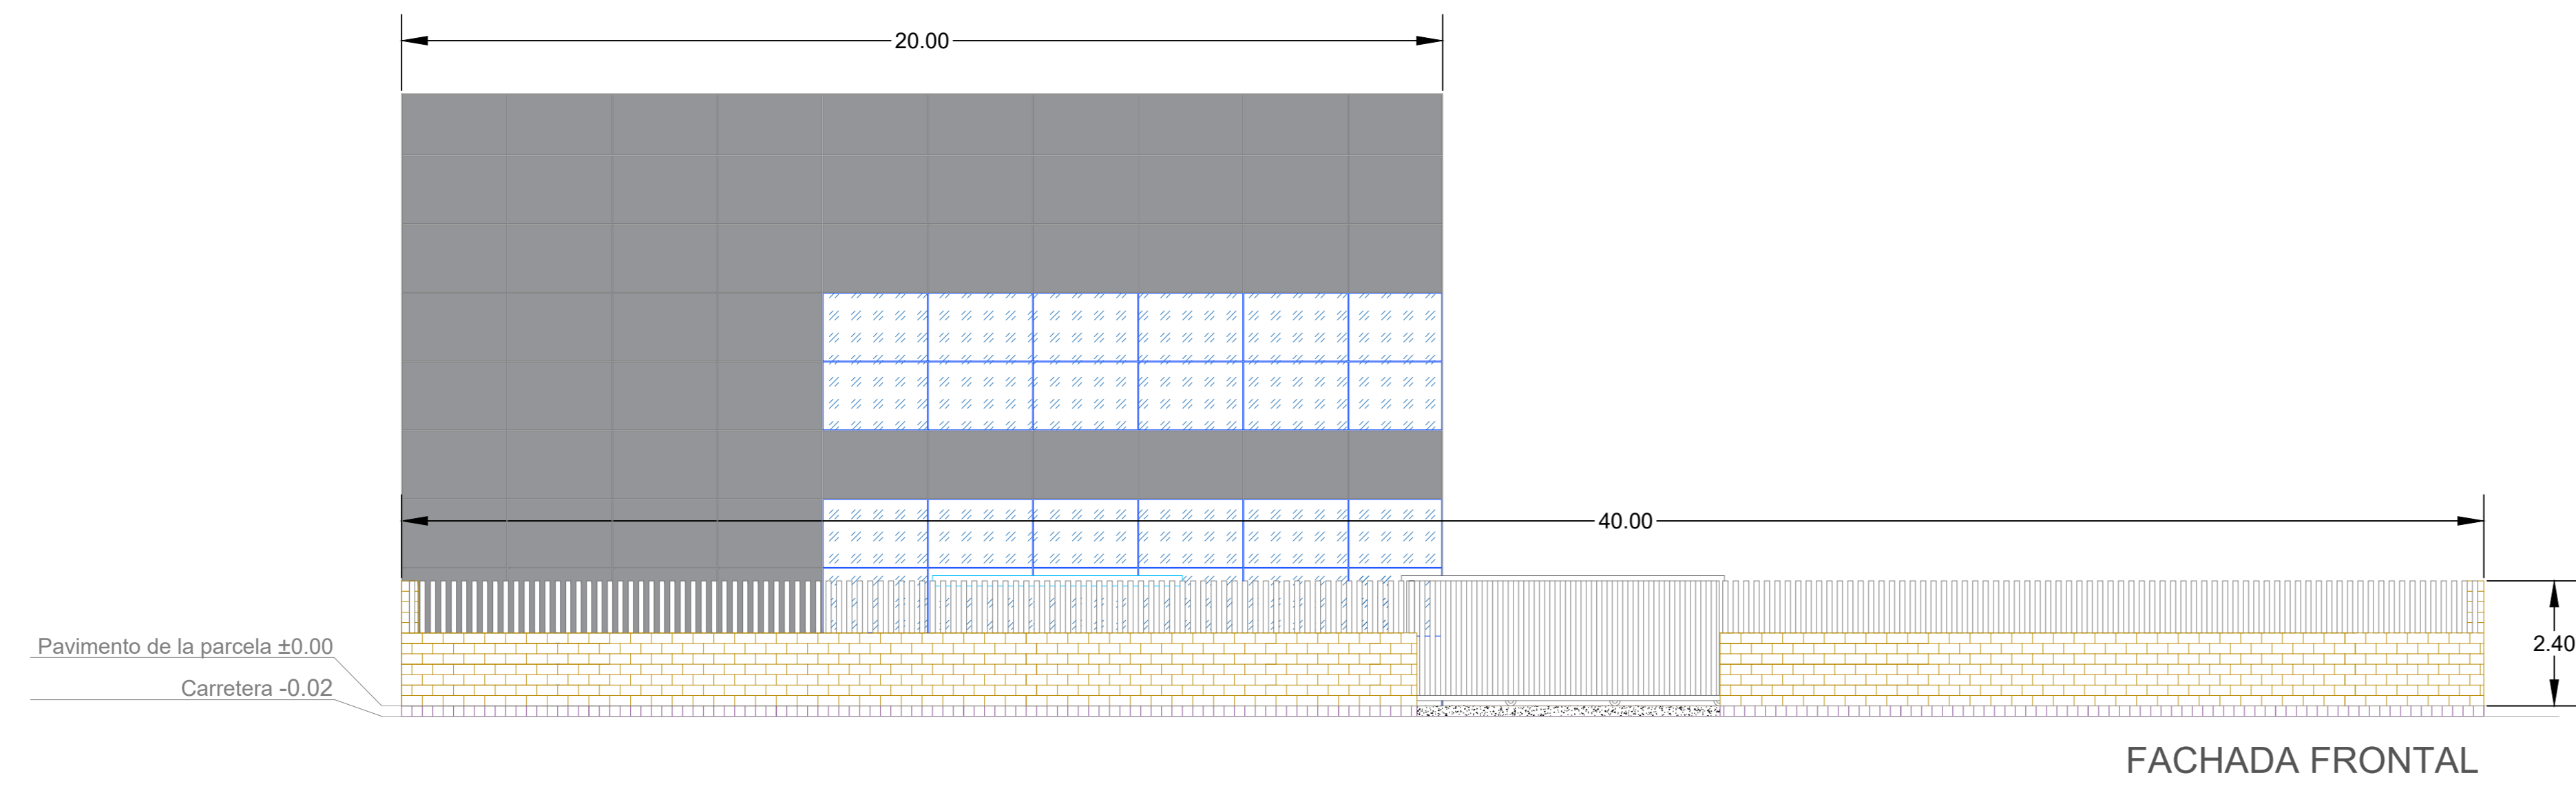 20.00
40.00
2.40
Pavimento de la parcela ±0.00
Carretera -0.02
FACHADA FRONTAL